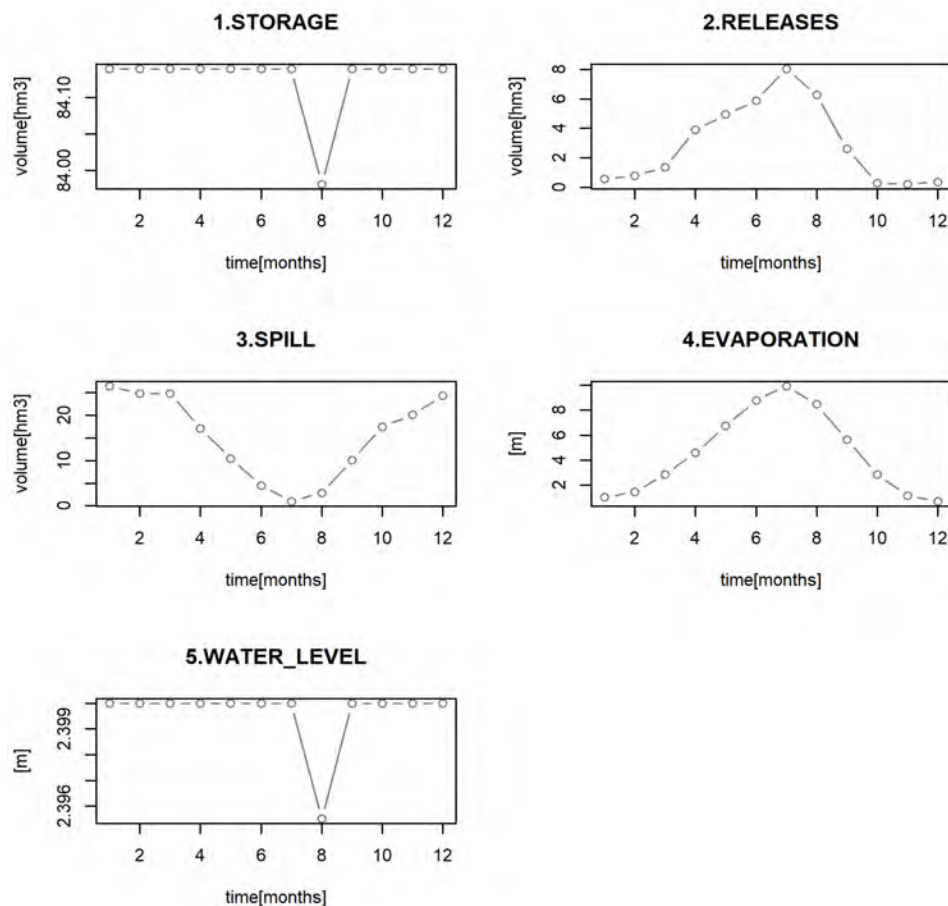 1.STORAGE
volume[hm3]
84.10
84.00
2 4 6 8 10 12
time[months]
2.RELEASES
volume[hm3]
8
6
4
2
0
2 4 6 8 10 12
time[months]
3.SPILL
volume[hm3]
20
10
0
2 4 6 8 10 12
time[months]
4.EVAPORATION
[m]
8
6
4
2
2 4 6 8 10 12
time[months]
5.WATER_LEVEL
[m]
2.399
2.396
2 4 6 8 10 12
time[months]